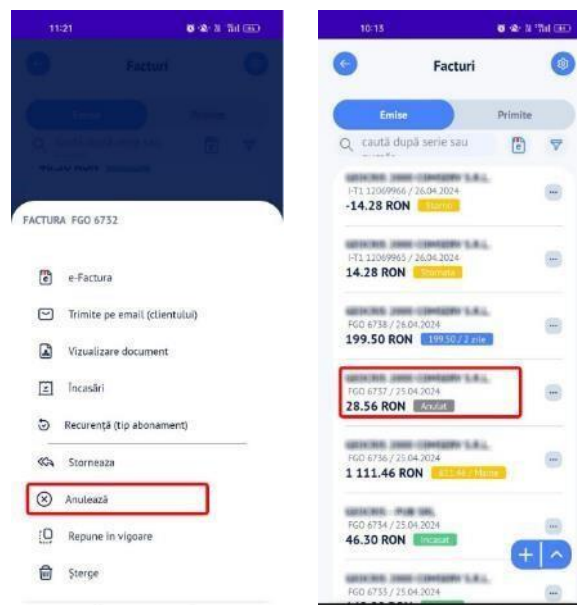 11:21
Facturi
FACTURA FGO 6732
e-Factura
Trimite pe email (clientului)
Vizualizare document
Încasări
Recurență (tip abonament)
Storneaza
Anulează
Repune in vigoare
Șterge
10:13
Facturi
Emise
Primite
caută după serie sau
I-T1 12069966 / 26.04.2024
-14.28 RON
I-T1 12069965 / 26.04.2024
14.28 RON Stornata
FGO 6738 / 26.04.2024
199.50 RON 199.50 / 2 zile
FGO 6737 / 25.04.2024
28.56 RON Anulat
FGO 6736 / 25.04.2024
1 111.46 RON
FGO 6734 / 25.04.2024
46.30 RON Incasat
FGO 6733 / 25.04.2024